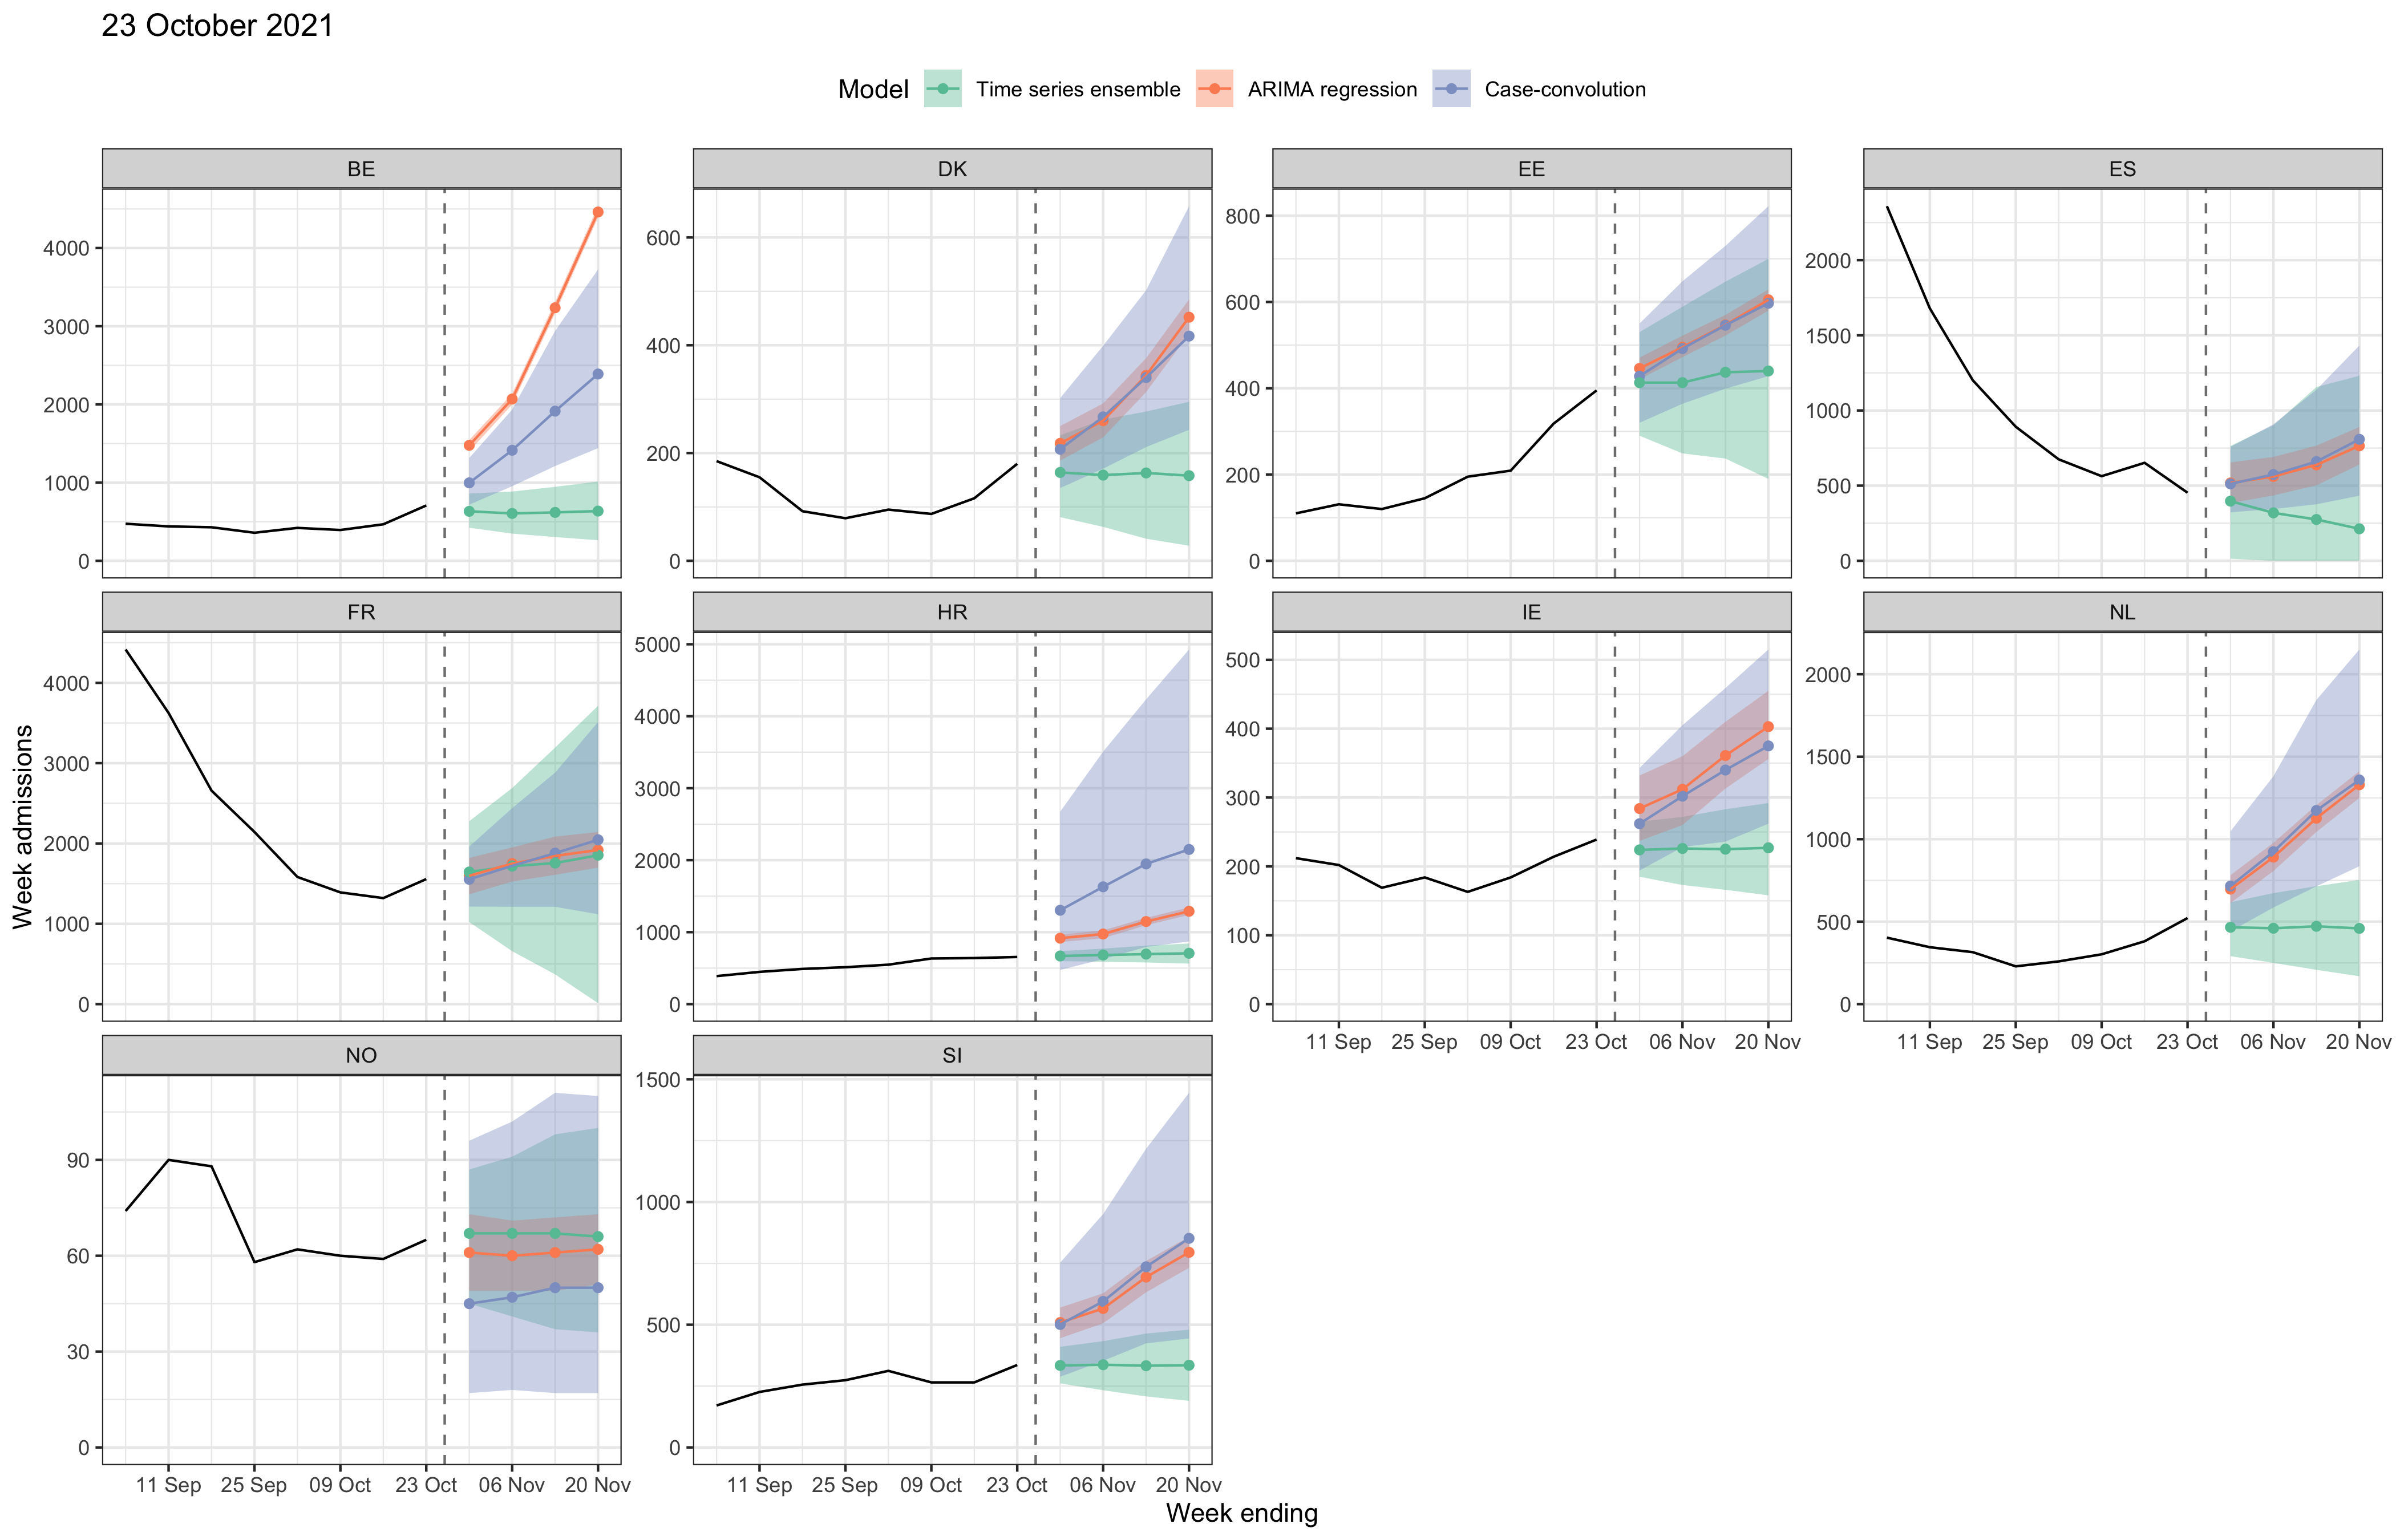 23 October 2021
Model Time series ensemble ARIMA regression Case-convolution
BE DK EE ES
4000 3000 2000 1000 0
600 400 200 0
800 600 400 200 0
2000 1500 1000 500 0
FR HR IE NL
4000 3000 2000 1000 0
5000 4000 3000 2000 1000 0
500 400 300 200 100 0
2000 1500 1000 500 0
11 Sep 25 Sep 09 Oct 23 Oct 06 Nov 20 Nov
11 Sep 25 Sep 09 Oct 23 Oct 06 Nov 20 Nov
NO SI
90 60 30 0
1500 1000 500 0
11 Sep 25 Sep 09 Oct 23 Oct 06 Nov 20 Nov
11 Sep 25 Sep 09 Oct 23 Oct 06 Nov 20 Nov
Week admissions
Week ending